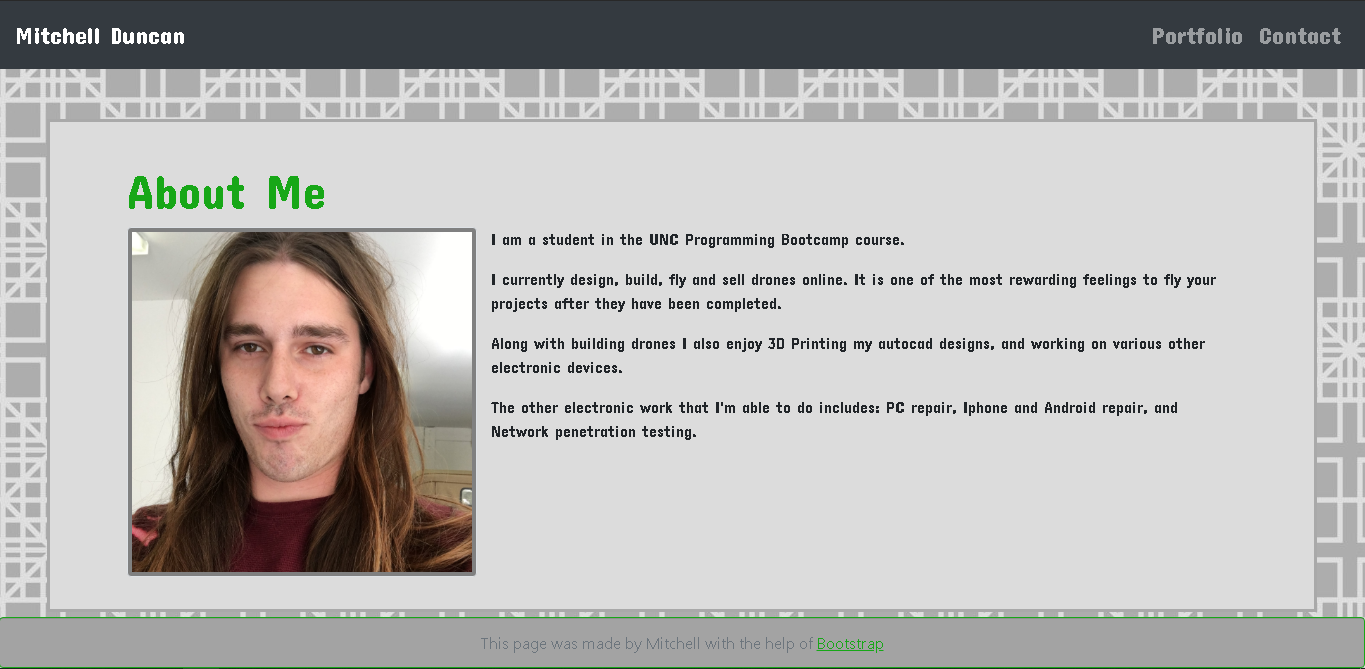 Mitchell Duncan
Portfolio Contact
About Me
I am a student in the UNC Programming Bootcamp course.
I currently design, build, fly and sell drones online. It is one of the most rewarding feelings to fly your
projects after they have been completed.
Along with building drones I also enjoy 3D Printing my autocad designs, and working on various other
electronic devices.
The other electronic work that I'm able to do includes: PC repair, Iphone and Android repair, and
Network penetration testing.
This page was made by Mitchell with the help of Bootstrap